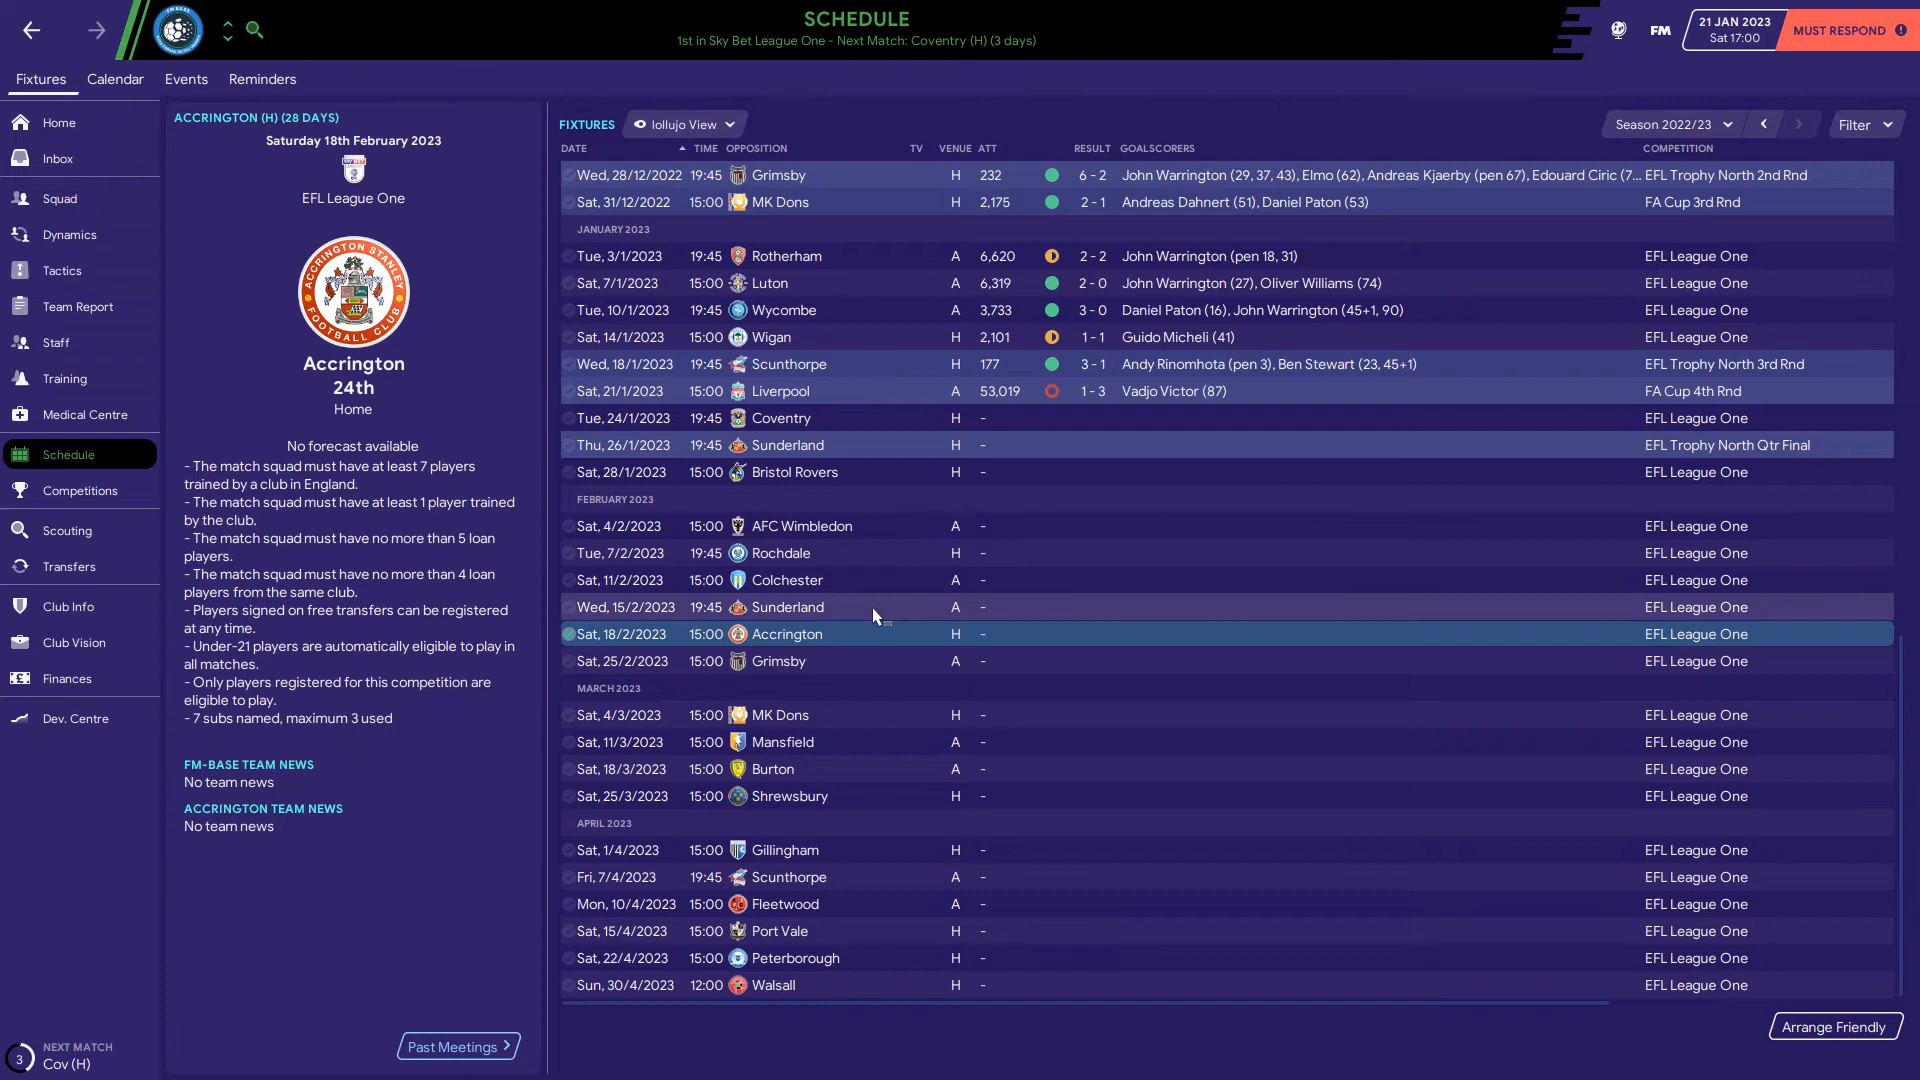 SCHEDULE
1st in Sky Bet League One - Next Match: Coventry (H) (3 days)
FM
21 JAN 2023
Sat 17:00
MUST RESPOND
Fixtures Calendar Events Reminders
Home
Inbox
Squad
Dynamics
Tactics
Team Report
Staff
Training
Medical Centre
Schedule
Competitions
Scouting
Transfers
Club Info
Club Vision
Finances
Dev. Centre
3
NEXT MATCH
Cov (H)
ACCRINGTON (H) (28 DAYS)
Saturday 18th February 2023
EFL League One
ACCRINGTON STANLEY
FOOTBALL CLUB
Accrington
24th
Home
No forecast available
- The match squad must have at least 7 players
trained by a club in England.
- The match squad must have at least 1 player trained
by the club.
- The match squad must have no more than 5 loan
players.
- The match squad must have no more than 4 loan
players from the same club.
- Players signed on free transfers can be registered
at any time.
- Under-21 players are automatically eligible to play in
all matches.
- Only players registered for this competition are
eligible to play.
- 7 subs named, maximum 3 used
FM-BASE TEAM NEWS
No team news
ACCRINGTON TEAM NEWS
No team news
Past Meetings
FIXTURES lollujo View Season 2022/23 Filter
DATE TIME OPPOSITION TV VENUE ATT RESULT GOALSCORERS COMPETITION
Wed, 28/12/2022 19:45 Grimsby H 232 6 - 2 John Warrington (29, 37, 43), Elmo (62), Andreas Kjaerby (pen 67), Edouard Ciric (7... EFL Trophy North 2nd Rnd
Sat, 31/12/2022 15:00 MK Dons H 2,175 2 - 1 Andreas Dahnert (51), Daniel Paton (53) FA Cup 3rd Rnd
JANUARY 2023
Tue, 3/1/2023 19:45 Rotherham A 6,620 2 - 2 John Warrington (pen 18, 31) EFL League One
Sat, 7/1/2023 15:00 Luton A 6,319 2 - 0 John Warrington (27), Oliver Williams (74) EFL League One
Tue, 10/1/2023 19:45 Wycombe A 3,733 3 - 0 Daniel Paton (16), John Warrington (45+1, 90) EFL League One
Sat, 14/1/2023 15:00 Wigan H 2,101 1 - 1 Guido Micheli (41) EFL League One
Wed, 18/1/2023 19:45 Scunthorpe H 177 3 - 1 Andy Rinomhota (pen 3), Ben Stewart (23, 45+1) EFL Trophy North 3rd Rnd
Sat, 21/1/2023 15:00 Liverpool A 53,019 1 - 3 Vadjo Victor (87) FA Cup 4th Rnd
Tue, 24/1/2023 19:45 Coventry H - EFL League One
Thu, 26/1/2023 19:45 Sunderland H - EFL Trophy North Qtr Final
Sat, 28/1/2023 15:00 Bristol Rovers H - EFL League One
FEBRUARY 2023
Sat, 4/2/2023 15:00 AFC Wimbledon A - EFL League One
Tue, 7/2/2023 19:45 Rochdale H - EFL League One
Sat, 11/2/2023 15:00 Colchester A - EFL League One
Wed, 15/2/2023 19:45 Sunderland A - EFL League One
Sat, 18/2/2023 15:00 Accrington H - EFL League One
Sat, 25/2/2023 15:00 Grimsby A - EFL League One
MARCH 2023
Sat, 4/3/2023 15:00 MK Dons H - EFL League One
Sat, 11/3/2023 15:00 Mansfield A - EFL League One
Sat, 18/3/2023 15:00 Burton A - EFL League One
Sat, 25/3/2023 15:00 Shrewsbury H - EFL League One
APRIL 2023
Sat, 1/4/2023 15:00 Gillingham H - EFL League One
Fri, 7/4/2023 19:45 Scunthorpe A - EFL League One
Mon, 10/4/2023 15:00 Fleetwood A - EFL League One
Sat, 15/4/2023 15:00 Port Vale H - EFL League One
Sat, 22/4/2023 15:00 Peterborough H - EFL League One
Sun, 30/4/2023 12:00 Walsall H - EFL League One
Arrange Friendly